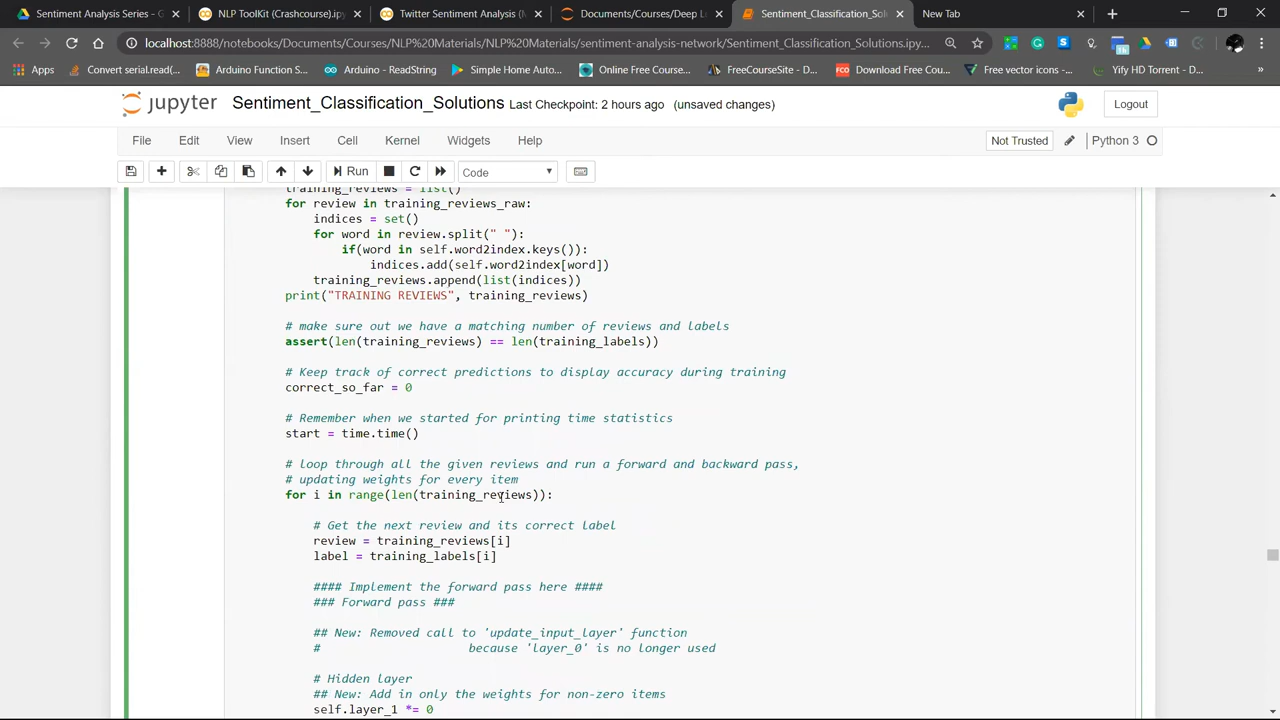 Sentiment Analysis Series - G
NLP ToolKit (Crashcourse).ipynb
Twitter Sentiment Analysis (N
Documents/Courses/Deep L
Sentiment_Classification_Solu
New Tab
localhost:8888/notebooks/Documents/Courses/NLP%20Materials/NLP%20Materials/sentiment-analysis-network/Sentiment_Classification_Solutions.ipy...
Apps
Convert serial.read(...
Arduino Function S...
Arduino - ReadString
Simple Home Auto...
Online Free Course...
FreeCourseSite - Do...
Download Free Cou...
Free vector icons -...
Yify HD Torrent - D...
»
jupyter Sentiment_Classification_Solutions Last Checkpoint: 2 hours ago (unsaved changes) Logout
File Edit View Insert Cell Kernel Widgets Help Not Trusted Python 3
Run Code
training_reviews = list()
for review in training_reviews_raw:
indices = set()
for word in review.split(" "):
if(word in self.word2index.keys()):
indices.add(self.word2index[word])
training_reviews.append(list(indices))
print("TRAINING REVIEWS", training_reviews)
# make sure out we have a matching number of reviews and labels
assert(len(training_reviews) == len(training_labels))
# Keep track of correct predictions to display accuracy during training
correct_so_far = 0
# Remember when we started for printing time statistics
start = time.time()
# loop through all the given reviews and run a forward and backward pass,
# updating weights for every item
for i in range(len(training_reviews)):
# Get the next review and its correct label
review = training_reviews[i]
label = training_labels[i]
#### Implement the forward pass here ####
### Forward pass ###
## New: Removed call to 'update_input_layer' function
# because 'layer_0' is no longer used
# Hidden layer
## New: Add in only the weights for non-zero items
self.layer_1 *= 0